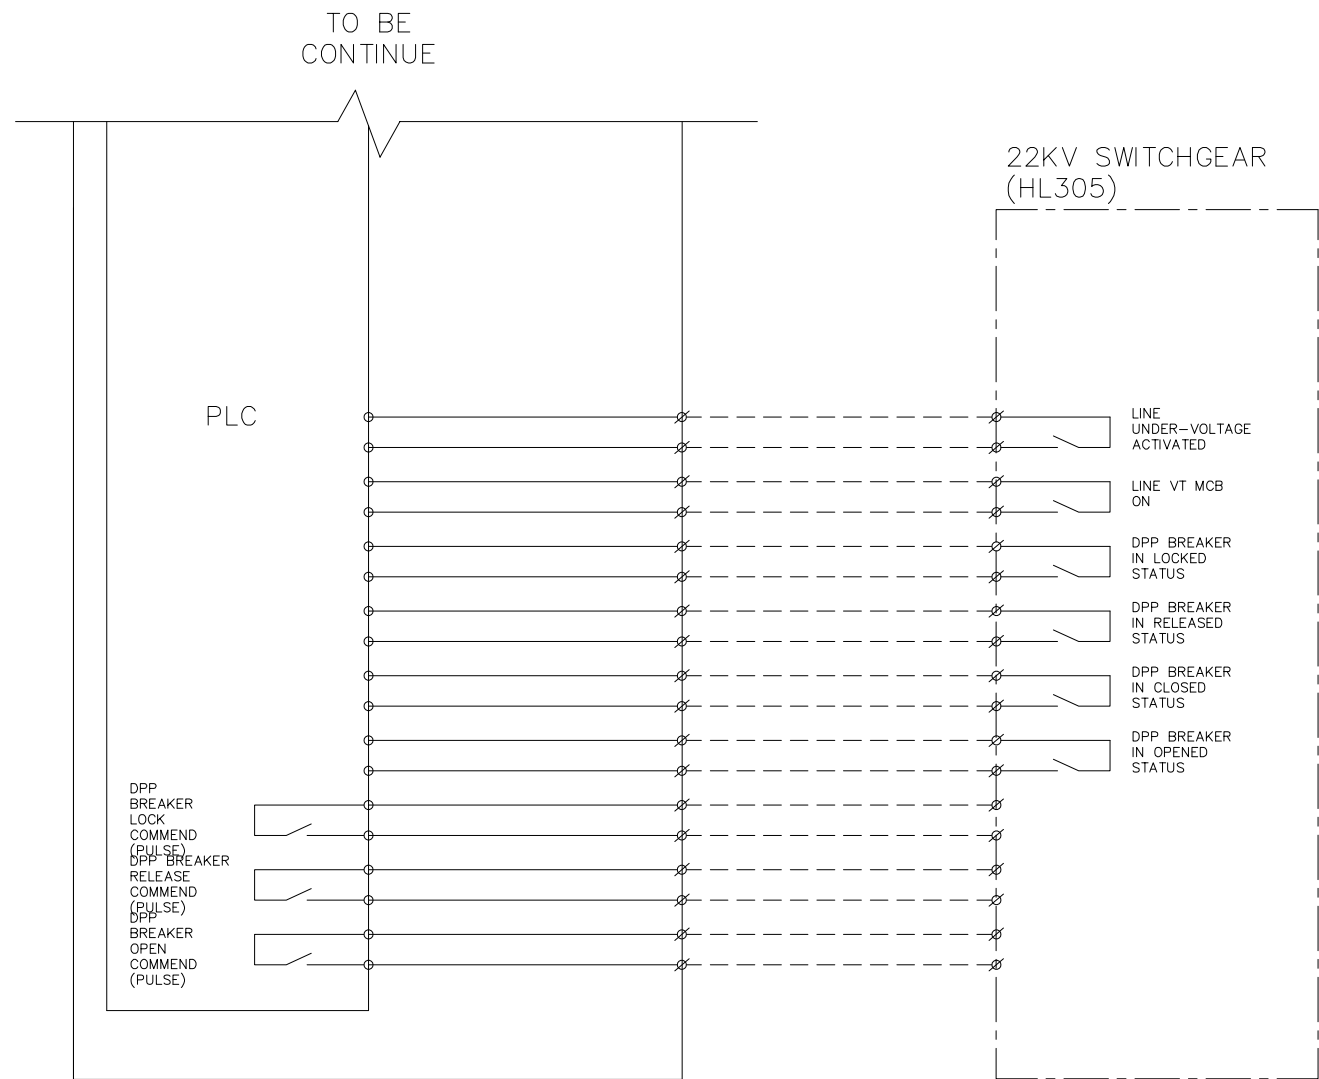 TO BE
CONTINUE
22KV SWITCHGEAR
(HL305)
PLC
LINE
UNDER-VOLTAGE
ACTIVATED
LINE VT MCB
ON
DPP BREAKER
IN LOCKED
STATUS
DPP BREAKER
IN RELEASED
STATUS
DPP BREAKER
IN CLOSED
STATUS
DPP BREAKER
IN OPENED
STATUS
DPP
BREAKER
LOCK
COMMEND
(PULSE)
DPP BREAKER
RELEASE
COMMEND
(PULSE)
DPP
BREAKER
OPEN
COMMEND
(PULSE)